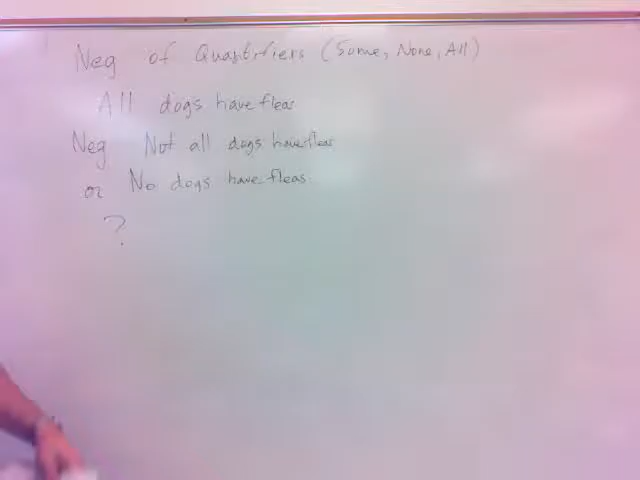 Neg of Quantifiers (Some, None, All)
All dogs have fleas
Neg Not all dogs have fleas
or No dogs have fleas.
?